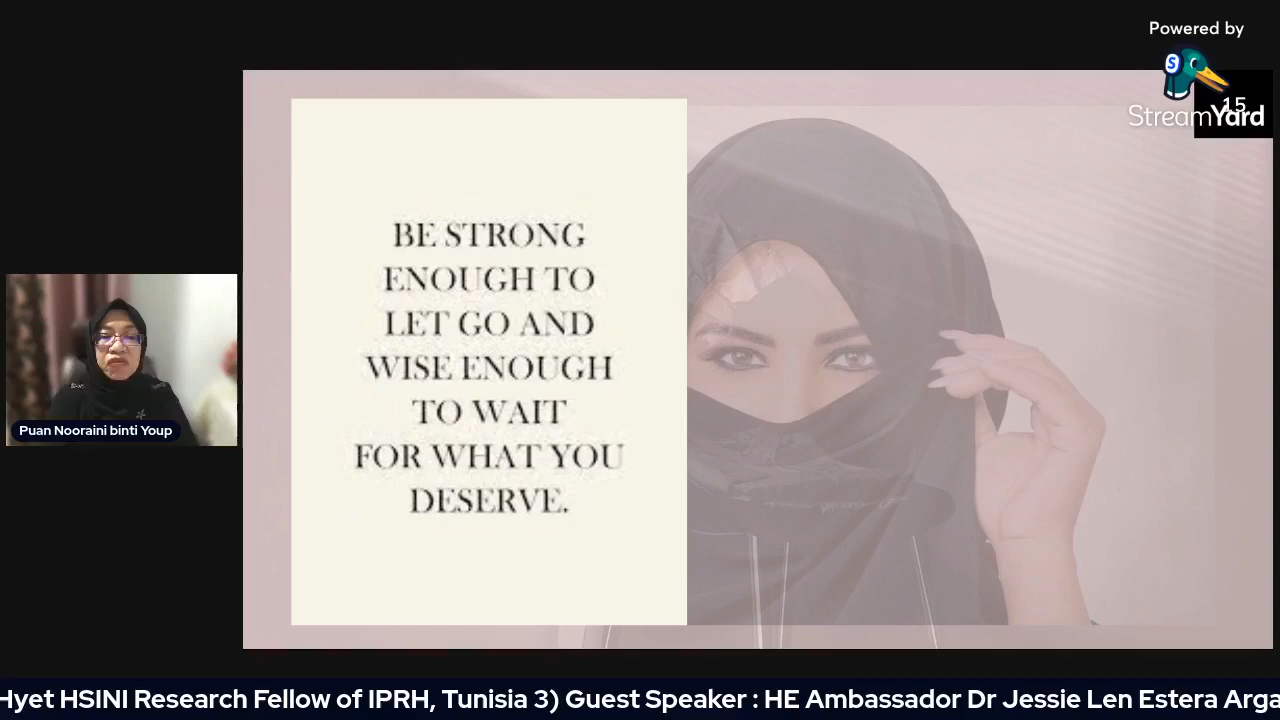 Powered by
StreamYard
15
BE STRONG
ENOUGH TO
LET GO AND
WISE ENOUGH
TO WAIT
FOR WHAT YOU
DESERVE.
Puan Nooraini binti Youp
Hyet HSINI Research Fellow of IPRH, Tunisia 3) Guest Speaker : HE Ambassador Dr Jessie Len Estera Arga